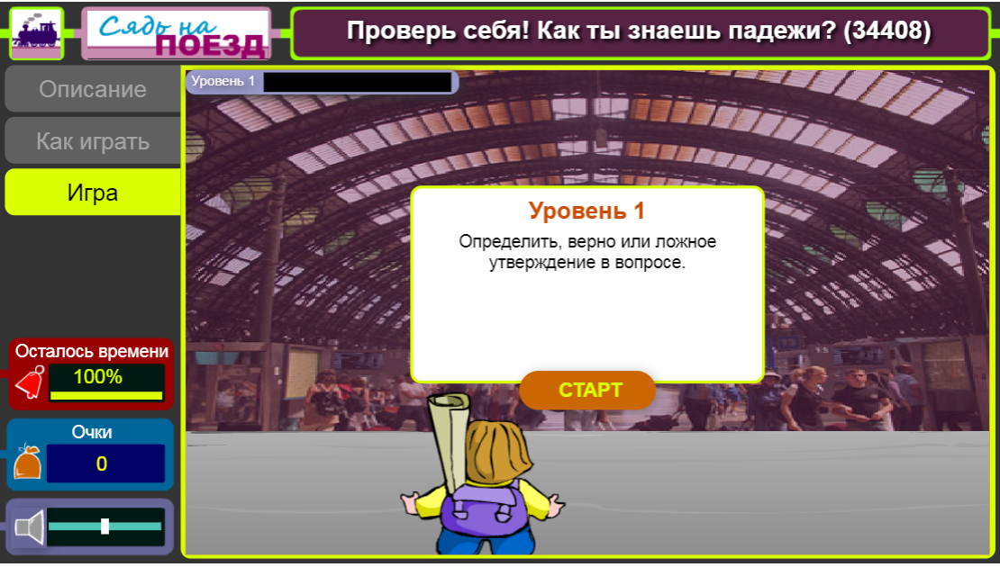 Сядь на
ПОЕЗД
Проверь себя! Как ты знаешь падежи? (34408)
Описание
Как играть
Игра
Уровень 1
Уровень 1
Определить, верно или ложное
утверждение в вопросе.
СТАРТ
Осталось времени
100%
Очки
0